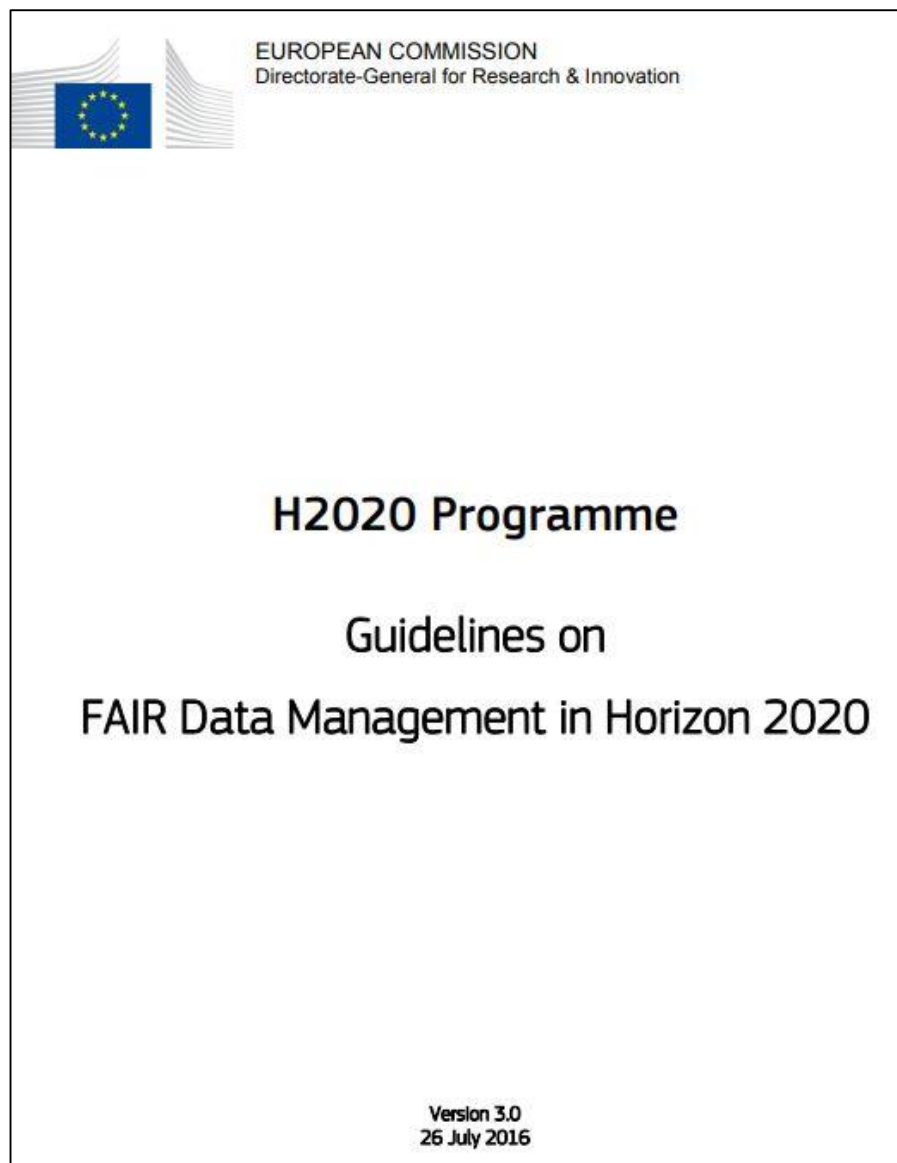 EUROPEAN COMMISSION
Directorate-General for Research & Innovation
H2020 Programme
Guidelines on
FAIR Data Management in Horizon 2020
Version 3.0
26 July 2016